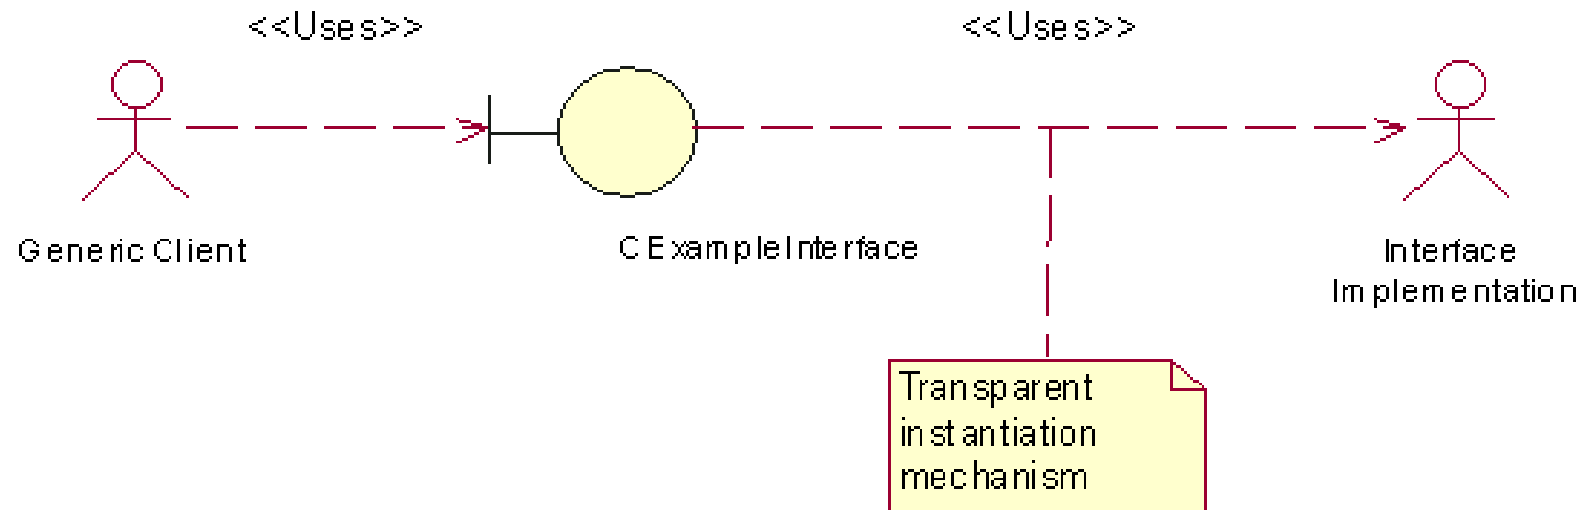 <<Uses>>
<<Uses>>
Generic Client
CExampleInterface
Interface
Implementation
Transparent
instantiation
mechanism